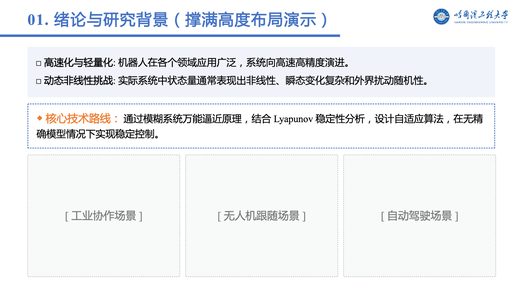 01. 绪论与研究背景（撑满高度布局演示）
哈尔滨工程大学
□ 高速化与轻量化: 机器人在各个领域应用广泛，系统向高速高精度演进。
□ 动态非线性挑战: 实际系统中状态量通常表现出非线性、瞬态变化复杂和外界扰动随机性。
◆ 核心技术路线： 通过模糊系统万能逼近原理，结合 Lyapunov 稳定性分析，设计自适应算法，在无精
确模型情况下实现稳定控制。
[ 工业协作场景 ]
[ 无人机跟随场景 ]
[ 自动驾驶场景 ]